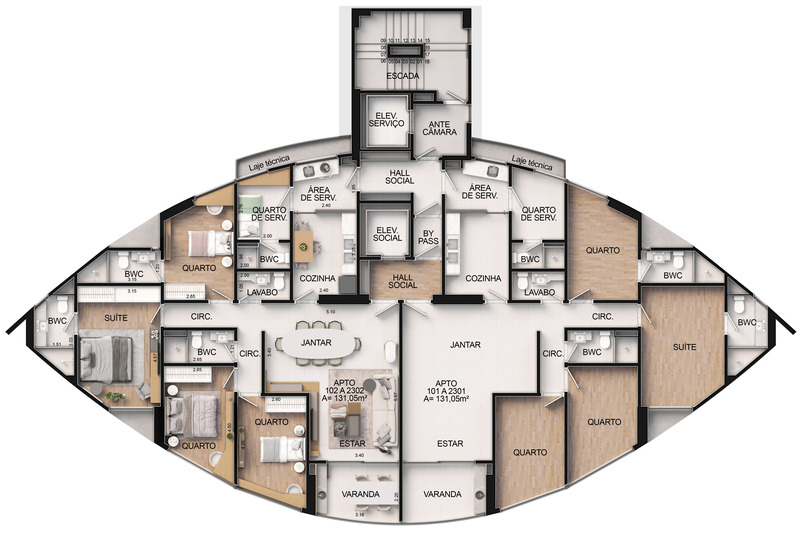 09 10 11 12 13 14 15
08 16
07 17
06 05 04 03 02 01 18
ESCADA
ELEV.
SERVIÇO
ANTE
CÂMARA
Laje técnica
Laje técnica
HALL
SOCIAL
ÁREA
DE SERV.
2.40
ÁREA
DE SERV.
QUARTO
DE SERV.
2.00
QUARTO
DE SERV.
ELEV.
SOCIAL
BY
PASS
QUARTO
2.65
QUARTO
BWC
3.15
BWC
2.00
BWC
BWC
COZINHA
2.40
COZINHA
HALL
SOCIAL
LAVABO
LAVABO
3.15
SUÍTE
BWC
1.51
CIRC.
5.10
CIRC.
BWC
SUÍTE
JANTAR
JANTAR
BWC
2.65
CIRC.
3.40
CIRC.
BWC
2.65
APTO
102 A 2302
A= 131,05m²
APTO
101 A 2301
A= 131,05m²
2.60
QUARTO
4.50
QUARTO
ESTAR
3.40
ESTAR
QUARTO
QUARTO
VARANDA
2.20
3.16
VARANDA